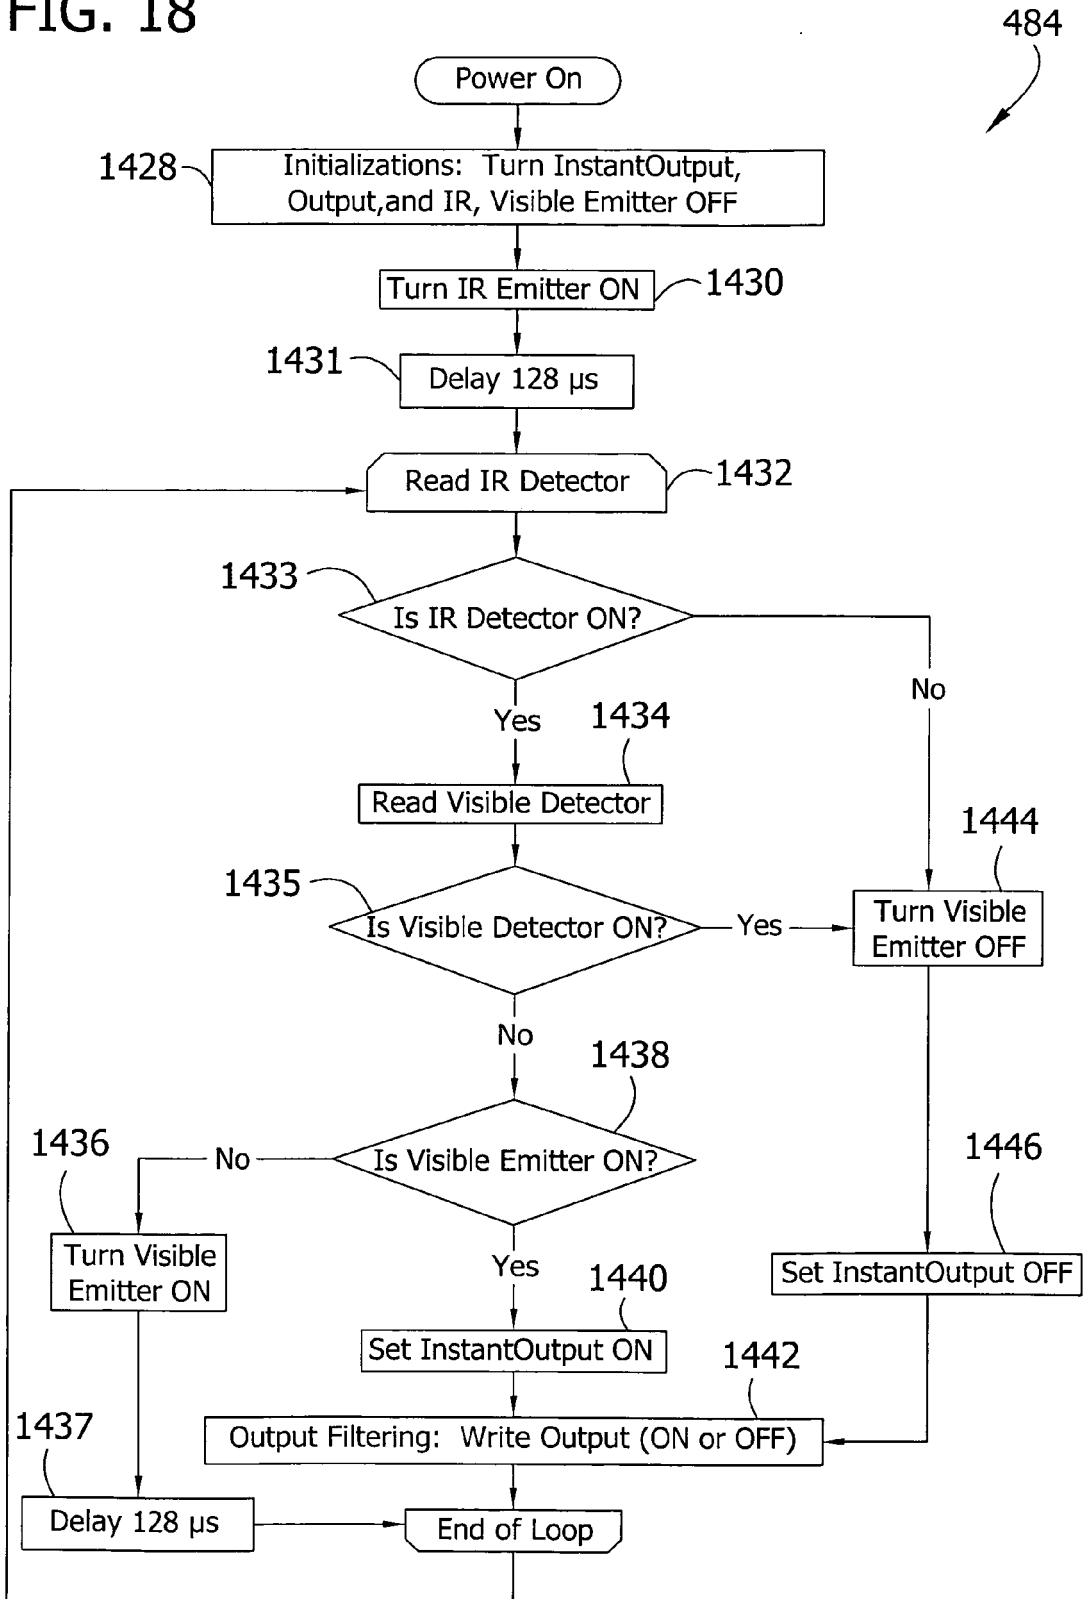 FIG. 18
484
Power On
1428
Initializations: Turn InstantOutput,
Output,and IR, Visible Emitter OFF
Turn IR Emitter ON
1430
1431
Delay 128 µs
Read IR Detector
1432
1433
Is IR Detector ON?
No
Yes
1434
Read Visible Detector
1444
1435
Is Visible Detector ON?
Yes
Turn Visible
Emitter OFF
No
1438
1436
No
Is Visible Emitter ON?
1446
Turn Visible
Emitter ON
Yes
Set InstantOutput OFF
1440
Set InstantOutput ON
1442
1437
Output Filtering: Write Output (ON or OFF)
Delay 128 µs
End of Loop